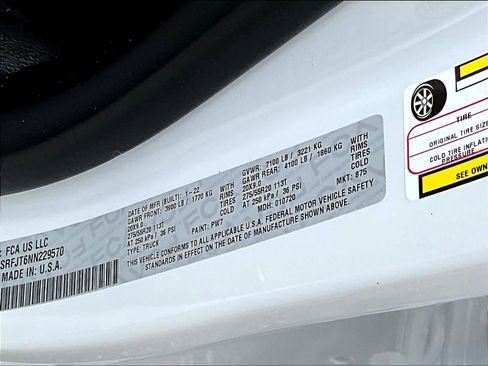 FCA US LLC
SRFJT6NN229570
MADE IN U.S.A.
DATE OF MFR (BUILT): 1-22
GVWR: 7100 LB / 3221 KG
GAWR FRONT: 3900 LB / 1770 KG WITH
GAWR REAR: 4100 LB / 1860 KG WITH
20X9.0 RIMS
20X9.0 RIMS
275/55R20 113T TIRES
275/55R20 113T TIRES
AT 250 kPa / 36 PSI COLD
AT 250 kPa / 36 PSI COLD
TYPE: TRUCK
PAINT: PW7
MDH: 010720
MKT: 875
THIS VEHICLE CONFORMS TO ALL APPLICABLE U.S.A. FEDERAL MOTOR VEHICLE
SAFETY STANDARDS IN EFFECT ON THE DATE OF MANUFACTURE SHOWN ABOVE.
TIRE
ORIGINAL TIRE SIZE
COLD TIRE INFLAT
PRESSURE
SEE OWN